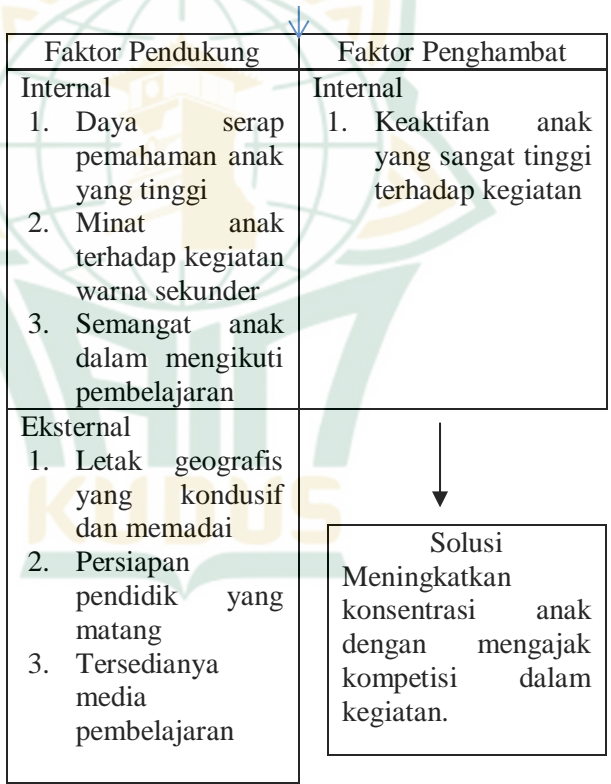 Faktor Pendukung
Internal
1. Daya serap
pemahaman anak
yang tinggi
2. Minat anak
terhadap kegiatan
warna sekunder
3. Semangat anak
dalam mengikuti
pembelajaran
Eksternal
1. Letak geografis
yang kondusif
dan memadai
2. Persiapan
pendidik yang
matang
3. Tersedianya
media
pembelajaran
Faktor Penghambat
Internal
1. Keaktifan anak
yang sangat tinggi
terhadap kegiatan
Solusi
Meningkatkan
konsentrasi anak
dengan mengajak
kompetisi dalam
kegiatan.
KUDUS